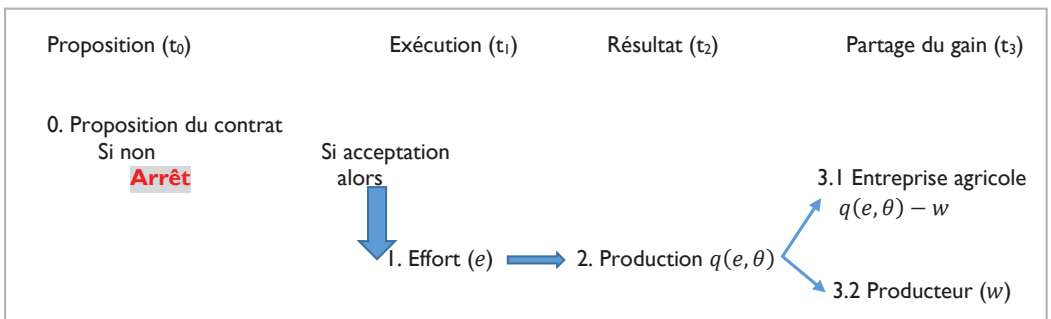 Proposition (t₀) Exécution (t₁) Résultat (t₂) Partage du gain (t₃)
0. Proposition du contrat
Si non Si acceptation
Arrêt alors
3.1 Entreprise agricole
q(e, θ) − w
1. Effort (e) 2. Production q(e, θ)
3.2 Producteur (w)